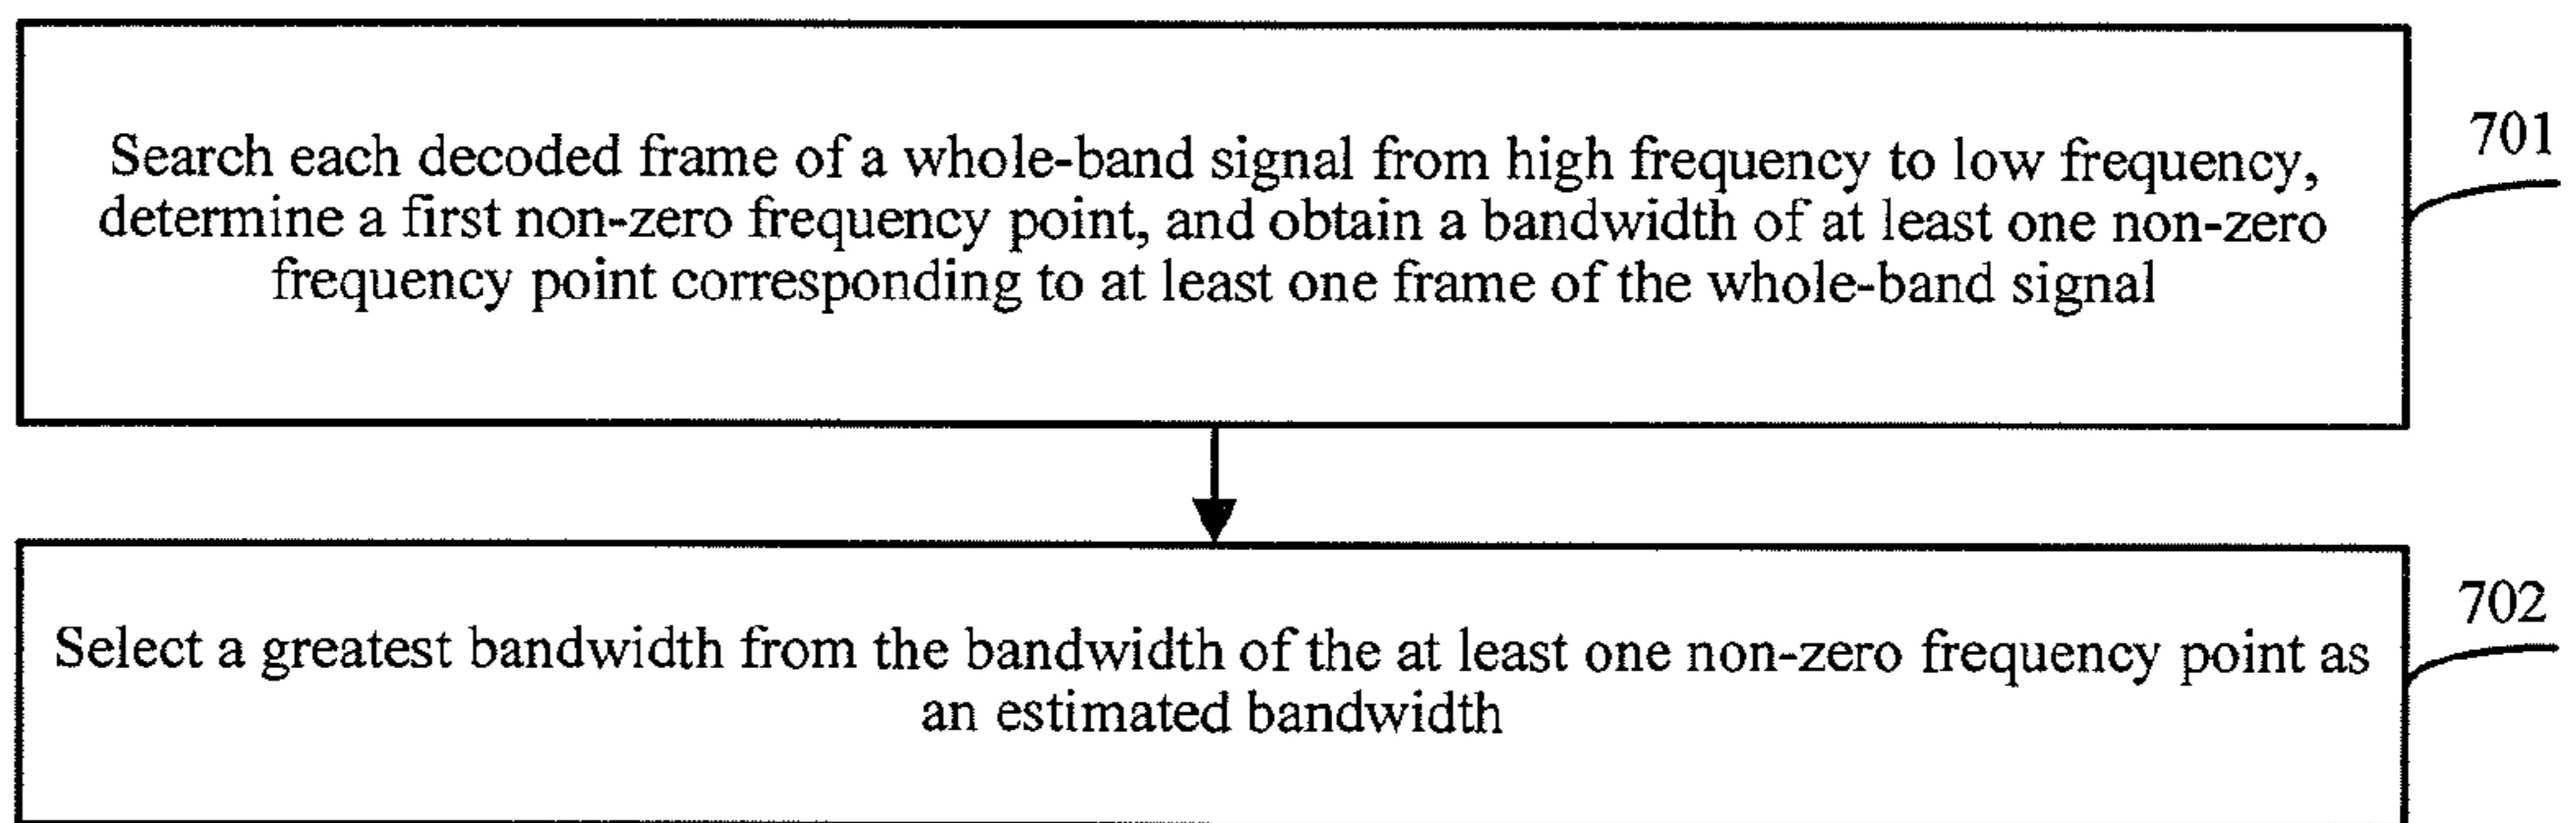 Search each decoded frame of a whole-band signal from high frequency to low frequency,
determine a first non-zero frequency point, and obtain a bandwidth of at least one non-zero
frequency point corresponding to at least one frame of the whole-band signal
701
Select a greatest bandwidth from the bandwidth of the at least one non-zero frequency point as
an estimated bandwidth
702